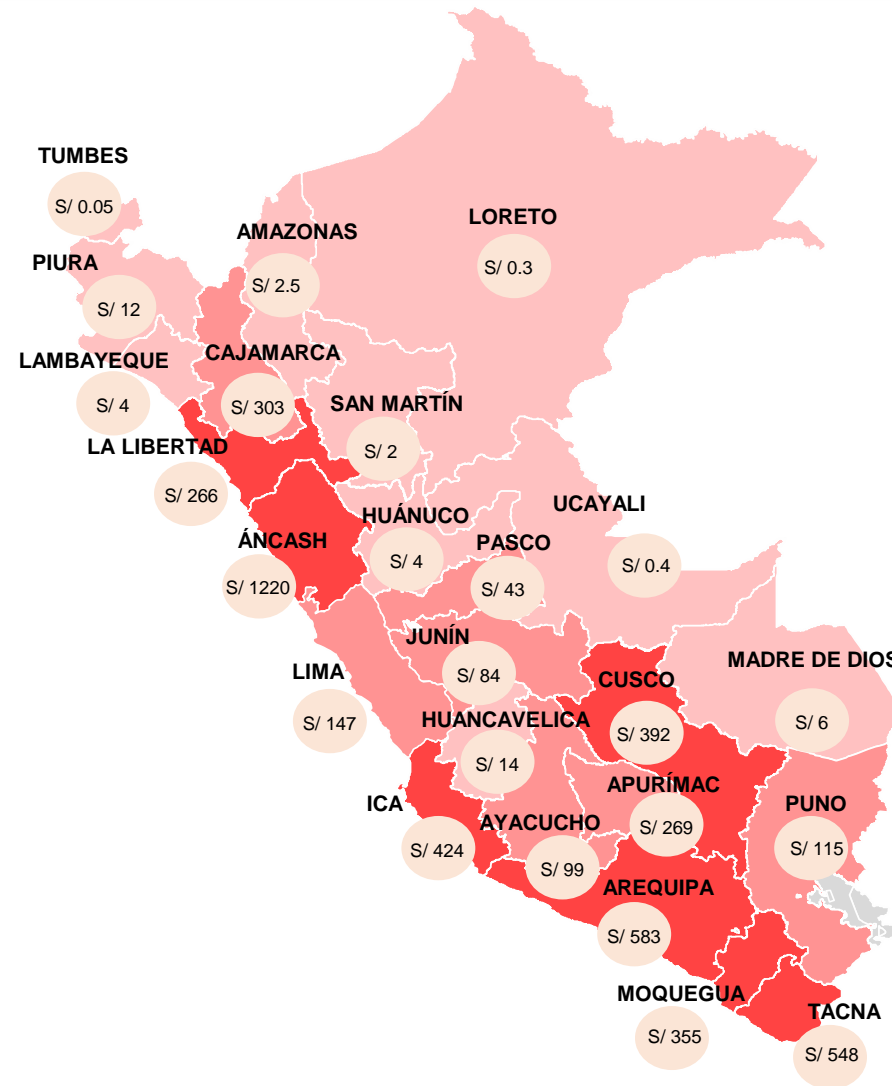 TUMBES
S/ 0.05
AMAZONAS
S/ 2.5
LORETO
S/ 0.3
PIURA
S/ 12
LAMBAYEQUE
S/ 4
CAJAMARCA
S/ 303
SAN MARTÍN
S/ 2
LA LIBERTAD
S/ 266
ÁNCASH
S/ 1220
HUÁNUCO
S/ 4
PASCO
S/ 43
UCAYALI
S/ 0.4
JUNÍN
S/ 84
LIMA
S/ 147
CUSCO
S/ 392
MADRE DE DIOS
S/ 6
HUANCAVELICA
S/ 14
ICA
S/ 424
AYACUCHO
S/ 99
APURÍMAC
S/ 269
PUNO
S/ 115
AREQUIPA
S/ 583
MOQUEGUA
S/ 355
TACNA
S/ 548